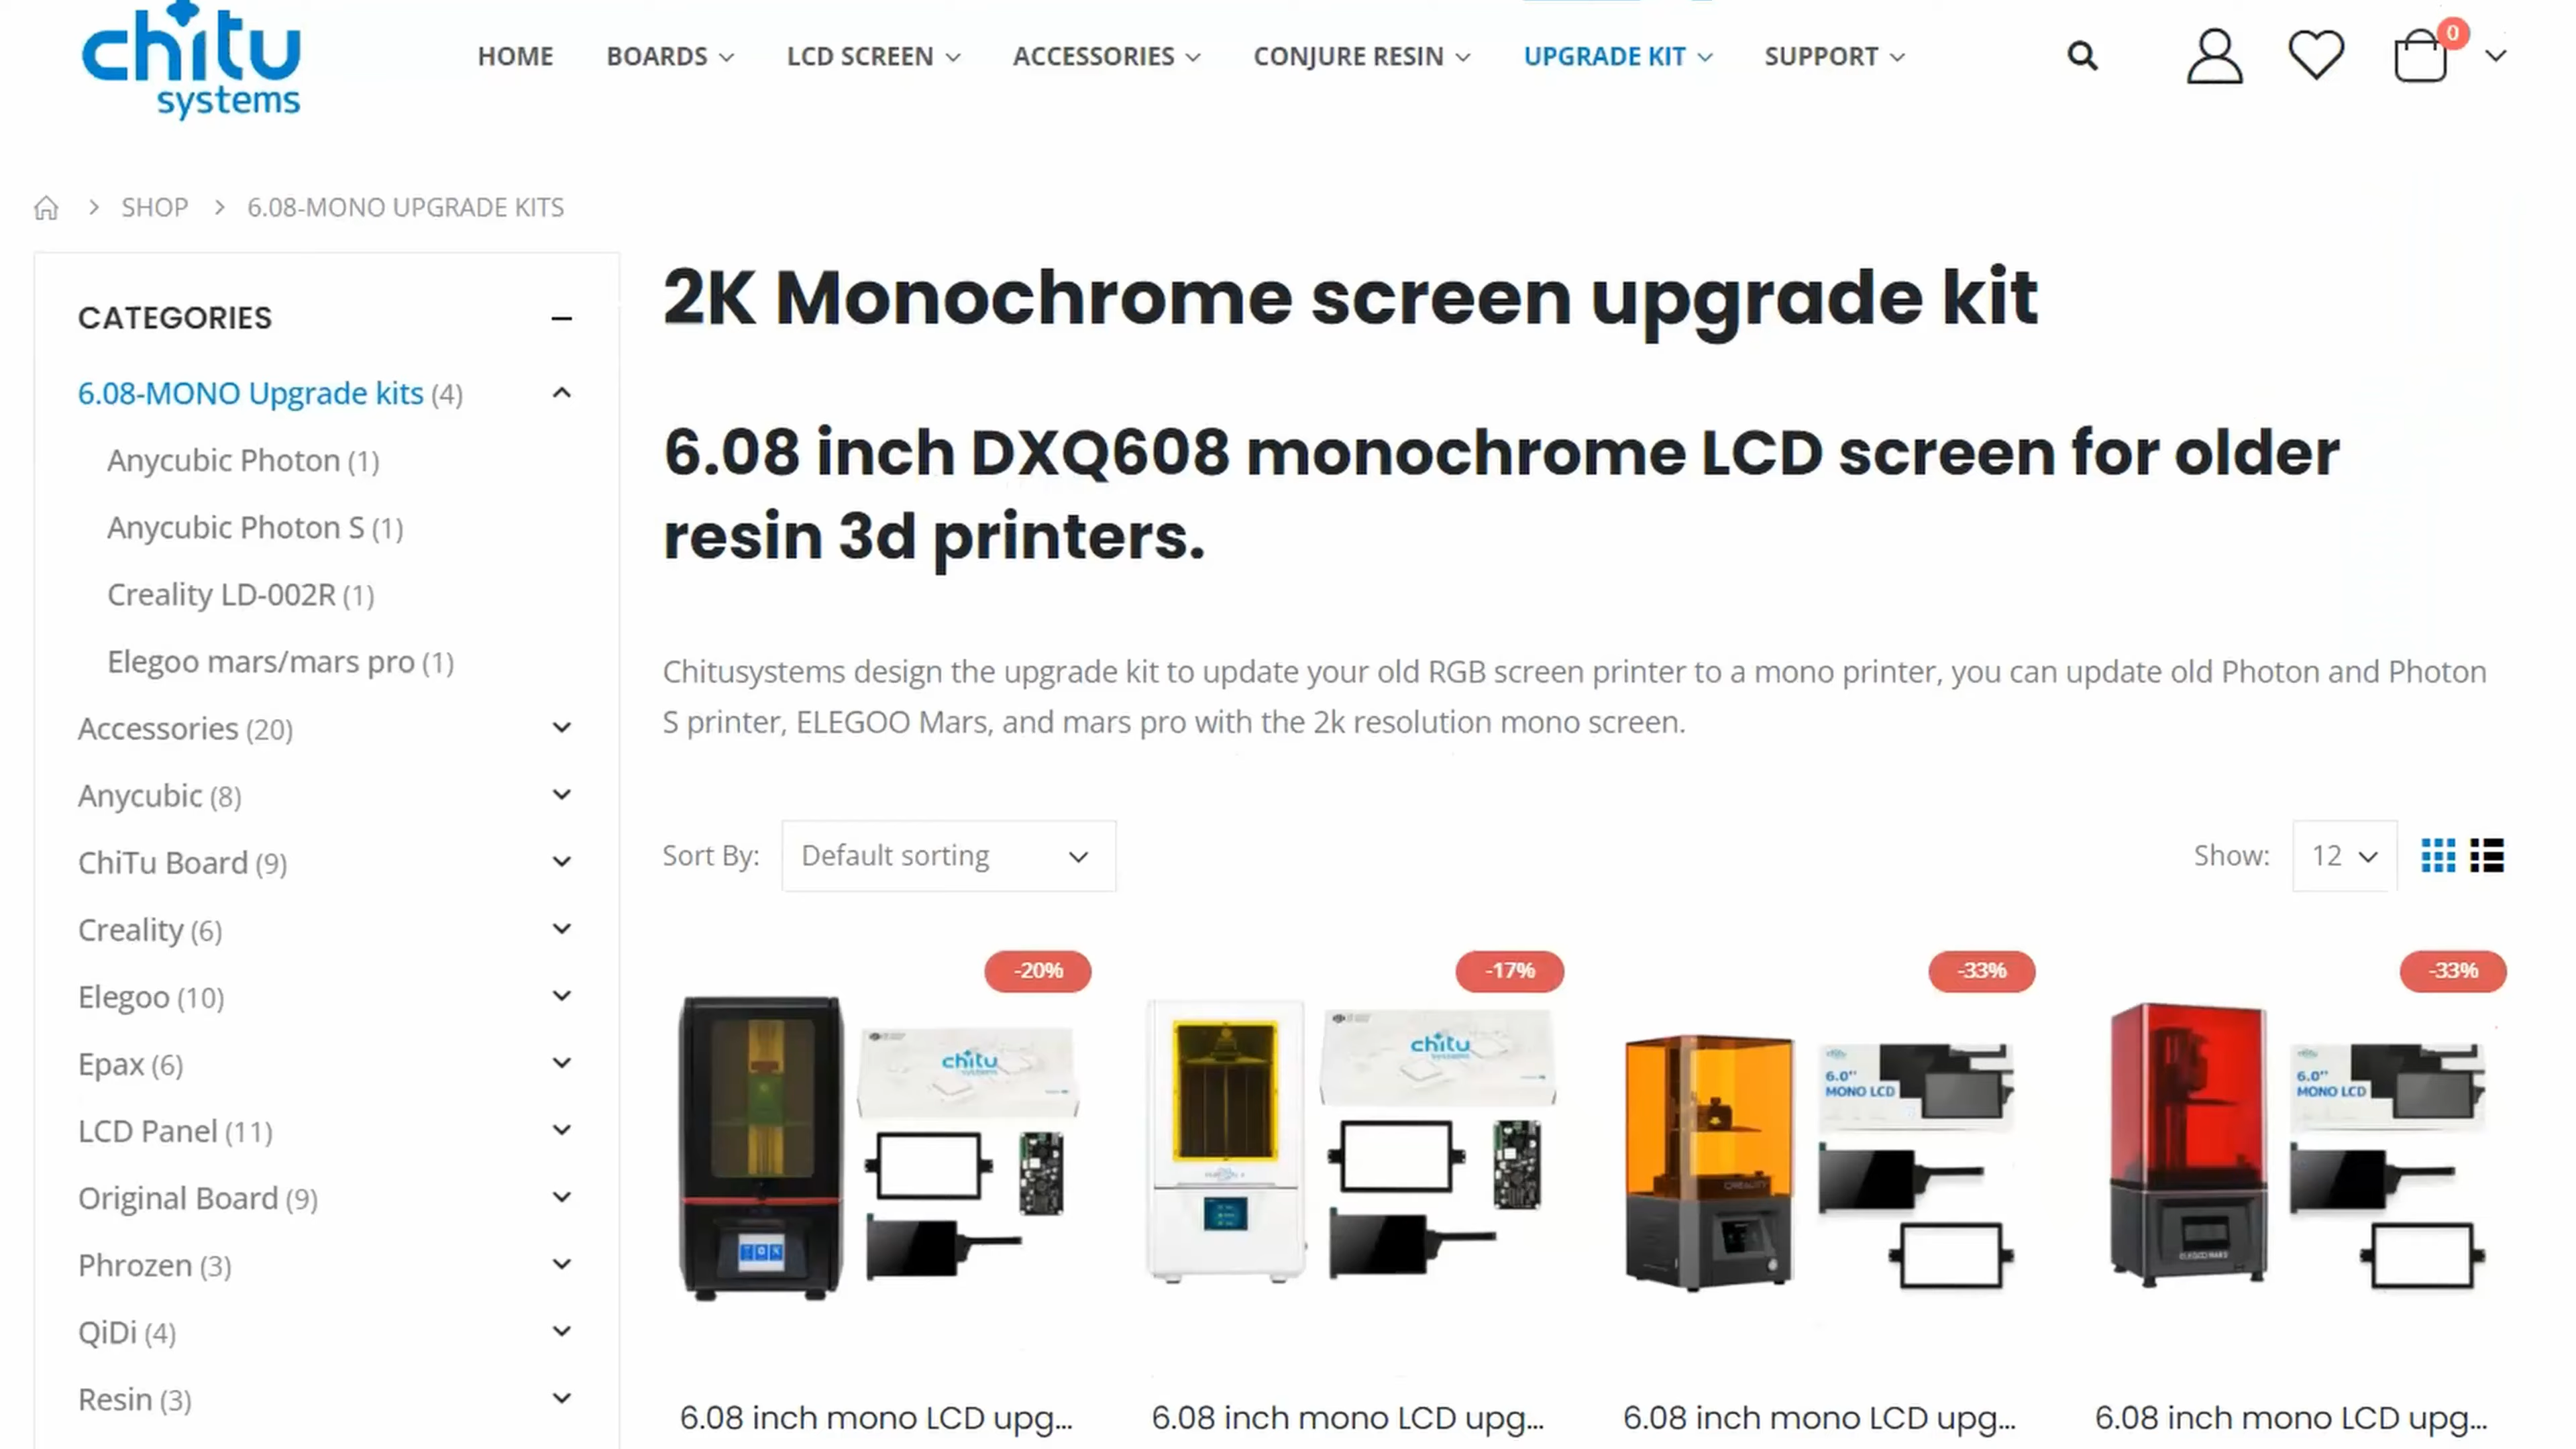 chitu
systems
HOME
BOARDS
LCD SCREEN
ACCESSORIES
CONJURE RESIN
UPGRADE KIT
SUPPORT
0
SHOP
6.08-MONO UPGRADE KITS
CATEGORIES
6.08-MONO Upgrade kits (4)
Anycubic Photon (1)
Anycubic Photon S (1)
Creality LD-002R (1)
Elegoo mars/mars pro (1)
Accessories (20)
Anycubic (8)
ChiTu Board (9)
Creality (6)
Elegoo (10)
Epax (6)
LCD Panel (11)
Original Board (9)
Phrozen (3)
QiDi (4)
Resin (3)
2K Monochrome screen upgrade kit
6.08 inch DXQ608 monochrome LCD screen for older
resin 3d printers.
Chitusystems design the upgrade kit to update your old RGB screen printer to a mono printer, you can update old Photon and Photon
S printer, ELEGOO Mars, and mars pro with the 2k resolution mono screen.
Sort By:
Default sorting
Show:
12
-20%
-17%
-33%
-33%
chitu
systems
chitu
systems
CREALITY
6.0''
MONO LCD
ELEGOO MARS
6.0''
MONO LCD
6.08 inch mono LCD upg...
6.08 inch mono LCD upg...
6.08 inch mono LCD upg...
6.08 inch mono LCD upg...